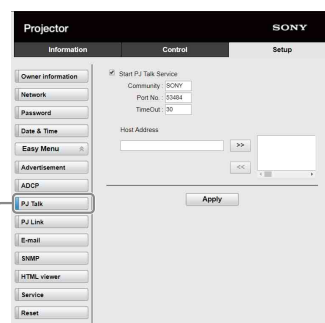 Projector
SONY
Information
Control
Setup
Owner information
Network
Password
Date & Time
Easy Menu
Advertisement
ADCP
PJ Talk
PJ Link
E-mail
SNMP
HTML viewer
Service
Reset
Start PJ Talk Service
Community : SONY
Port No. : 53484
TimeOut : 30
Host Address
>>
<<
Apply